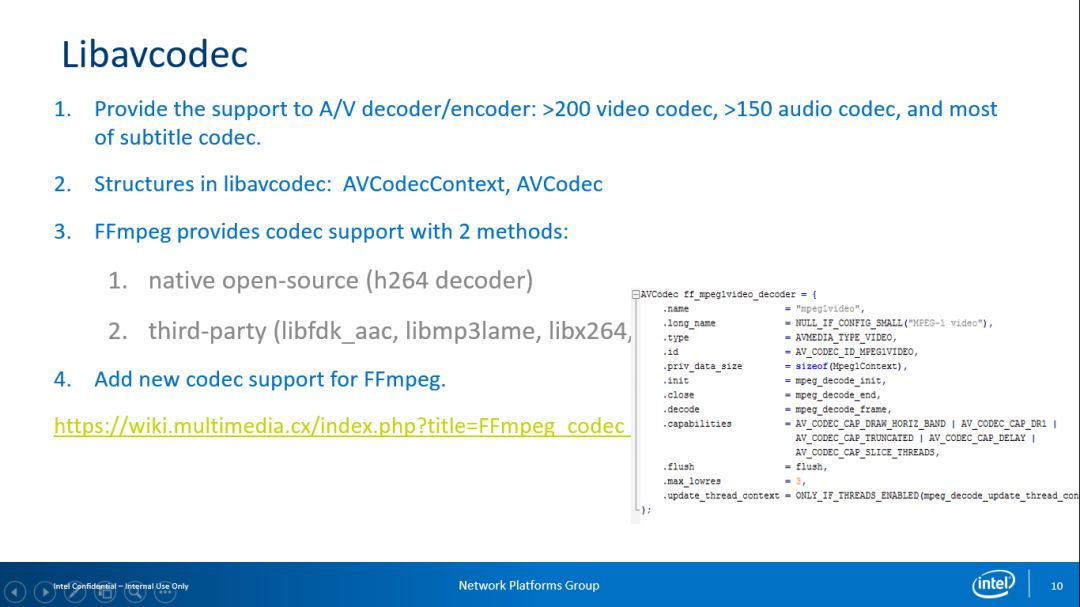 Libavcodec
1. Provide the support to A/V decoder/encoder: >200 video codec, >150 audio codec, and most
of subtitle codec.
2. Structures in libavcodec: AVCodecContext, AVCodec
3. FFmpeg provides codec support with 2 methods:
1. native open-source (h264 decoder)
2. third-party (libfdk_aac, libmp3lame, libx264,
4. Add new codec support for FFmpeg.
https://wiki.multimedia.cx/index.php?title=FFmpeg_codec_
AVCodec ff_mpeg1video_decoder = {
.name = "mpeg1video",
.long_name = NULL_IF_CONFIG_SMALL("MPEG-1 video"),
.type = AVMEDIA_TYPE_VIDEO,
.id = AV_CODEC_ID_MPEG1VIDEO,
.priv_data_size = sizeof(Mpeg1Context),
.init = mpeg_decode_init,
.close = mpeg_decode_end,
.decode = mpeg_decode_frame,
.capabilities = AV_CODEC_CAP_DRAW_HORIZ_BAND | AV_CODEC_CAP_DR1 |
AV_CODEC_CAP_TRUNCATED | AV_CODEC_CAP_DELAY |
AV_CODEC_CAP_SLICE_THREADS,
.flush = flush,
.max_lowres = 3,
.update_thread_context = ONLY_IF_THREADS_ENABLED(mpeg_decode_update_thread_con
};
Intel Confidential – Internal Use Only
Network Platforms Group
intel
10